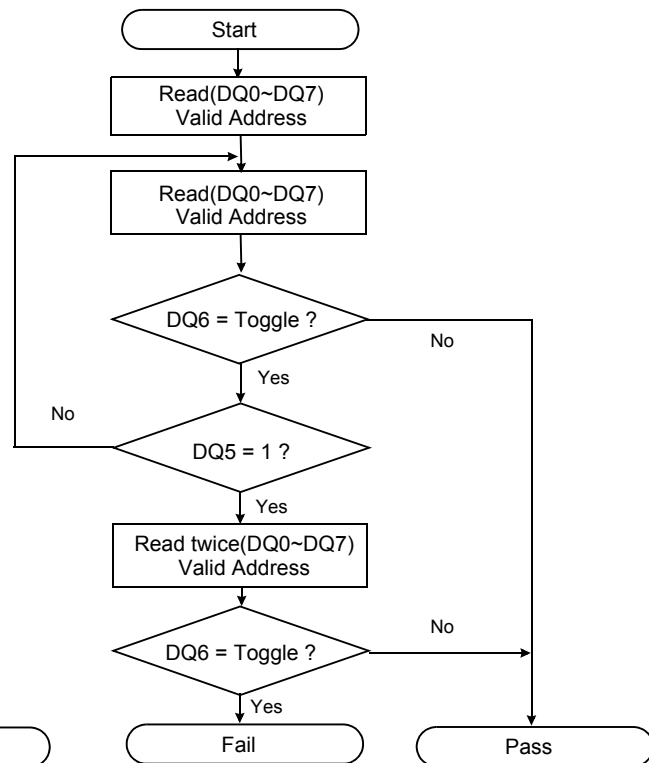 Start
Read(DQ0~DQ7)
Valid Address
Read(DQ0~DQ7)
Valid Address
DQ6 = Toggle ?
No
Yes
No
DQ5 = 1 ?
Yes
Read twice(DQ0~DQ7)
Valid Address
DQ6 = Toggle ?
No
Yes
Fail
Pass